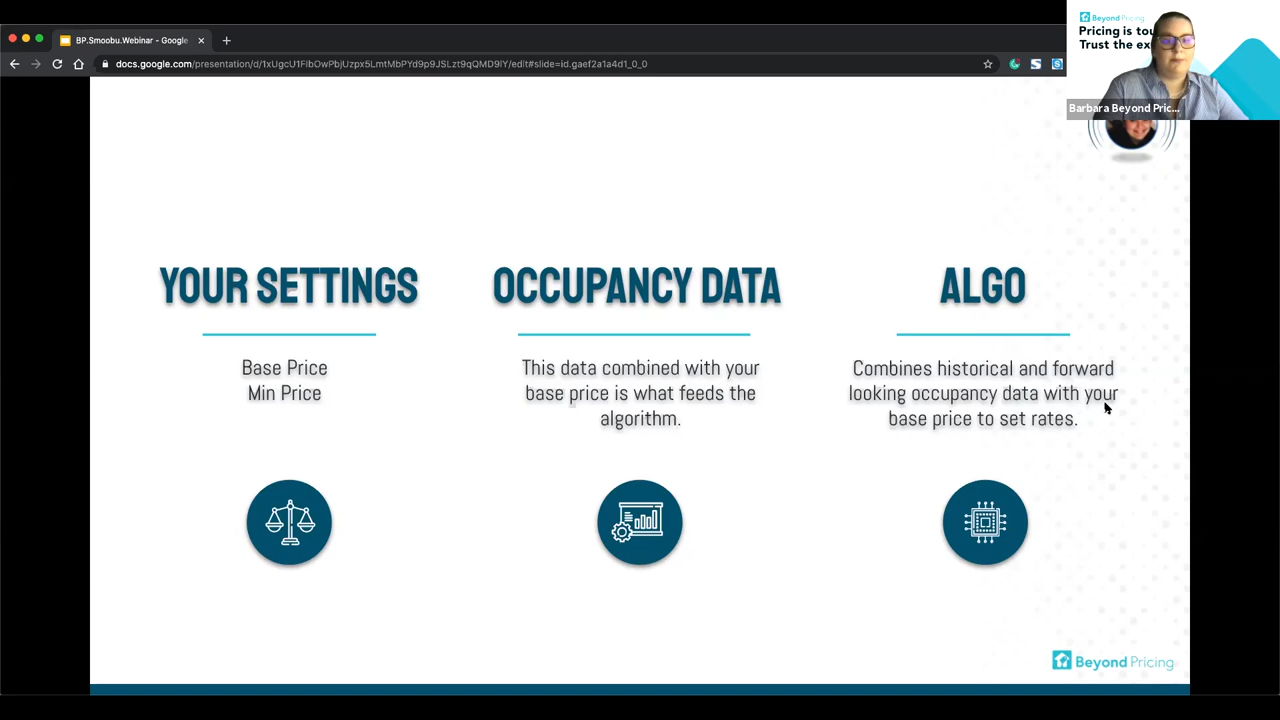 BP.Smoobu.Webinar - Google
docs.google.com/presentation/d/1xUgcU1FlbOwPbjUzpx5LmtMbPYd9p9JSLzt9qQMD9IY/edit#slide=id.gaef2a1a4d1_0_0
Beyond Pricing
Pricing is tou
Trust the ex
Barbara Beyond Pric...
YOUR SETTINGS
Base Price
Min Price
OCCUPANCY DATA
This data combined with your
base price is what feeds the
algorithm.
ALGO
Combines historical and forward
looking occupancy data with your
base price to set rates.
Beyond Pricing